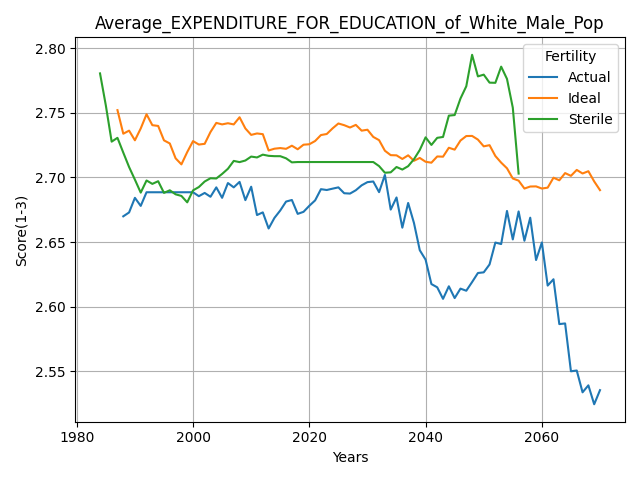 Average_EXPENDITURE_FOR_EDUCATION_of_White_Male_Pop
2.80
2.75
2.70
2.65
2.60
2.55
Score(1-3)
Fertility
Actual
Ideal
Sterile
1980 2000 2020 2040 2060
Years